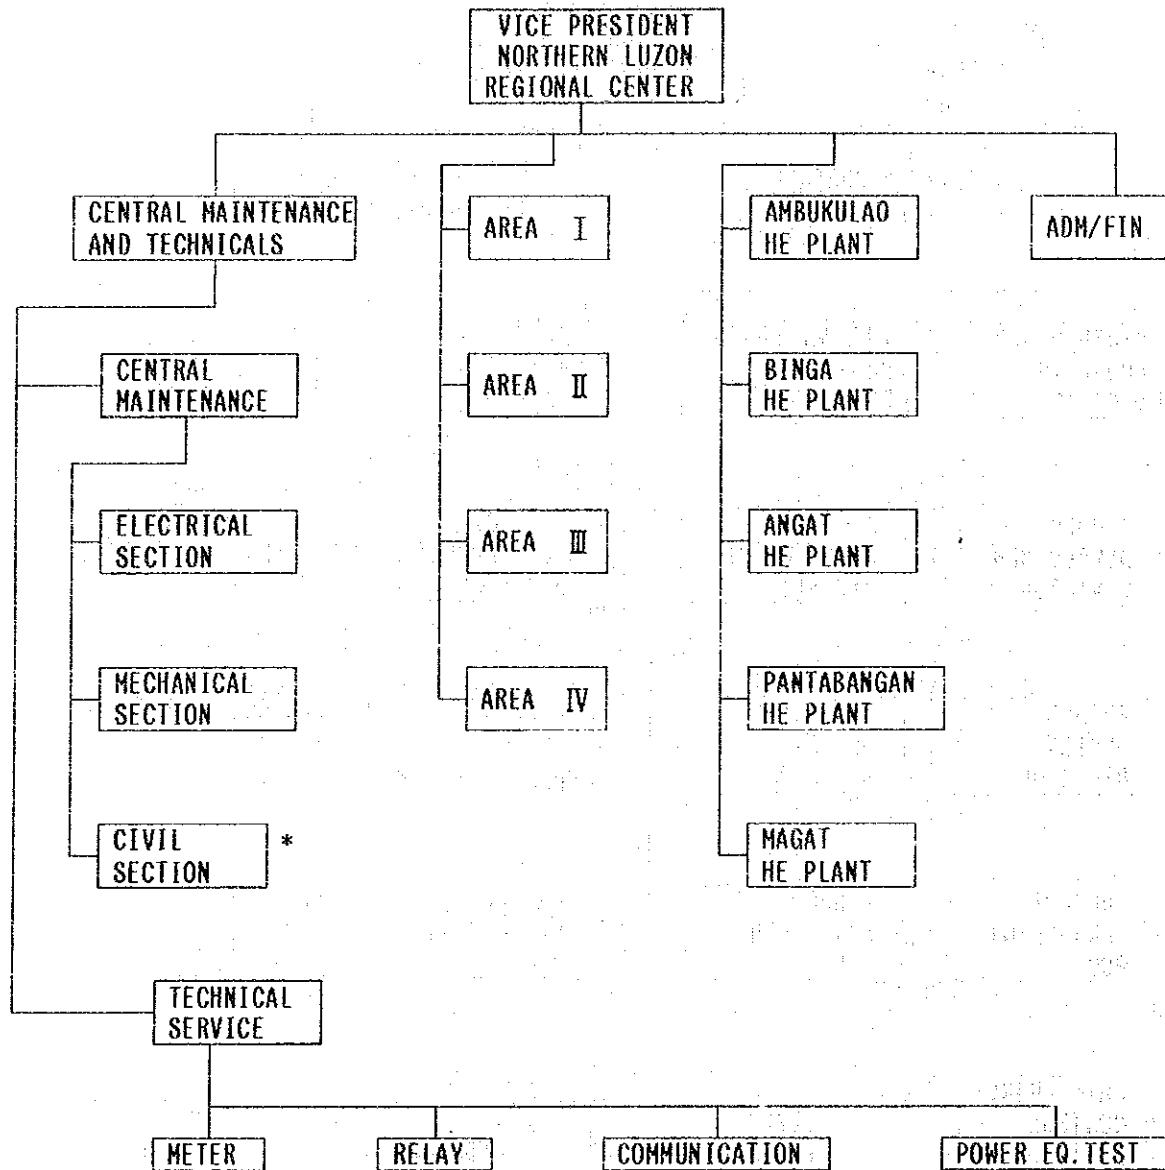 VICE PRESIDENT
NORTHERN LUZON
REGIONAL CENTER
CENTRAL MAINTENANCE
AND TECHNICALS
AREA I
AMBUKULAO
HE PLANT
ADM/FIN
CENTRAL
MAINTENANCE
AREA II
BINGA
HE PLANT
ELECTRICAL
SECTION
AREA III
ANGAT
HE PLANT
MECHANICAL
SECTION
AREA IV
PANTABANGAN
HE PLANT
CIVIL
SECTION
*
MAGAT
HE PLANT
TECHNICAL
SERVICE
METER
RELAY
COMMUNICATION
POWER EQ.TEST